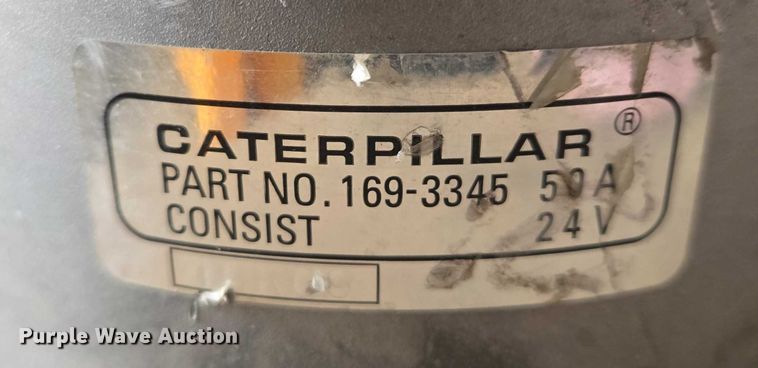 CATERPILLAR ®
PART NO. 169-3345 50A
CONSIST 24V
Purple Wave Auction